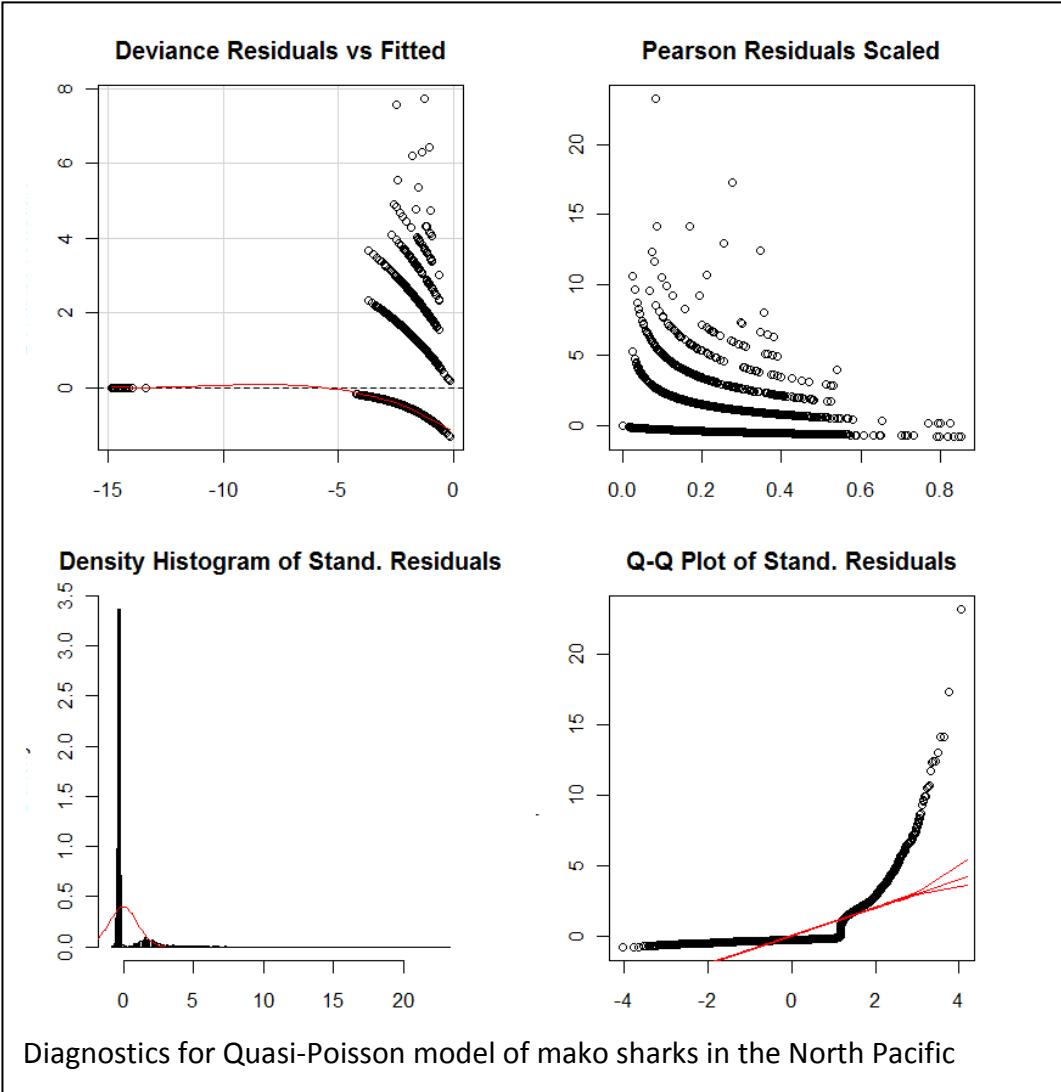 Deviance Residuals vs Fitted
8
6
4
2
0
-15 -10 -5 0
Pearson Residuals Scaled
20
15
10
5
0
0.0 0.2 0.4 0.6 0.8
Density Histogram of Stand. Residuals
3.5
3.0
2.5
2.0
1.5
1.0
0.5
0.0
0 5 10 15 20
Q-Q Plot of Stand. Residuals
20
15
10
5
0
-4 -2 0 2 4
Diagnostics for Quasi-Poisson model of mako sharks in the North Pacific